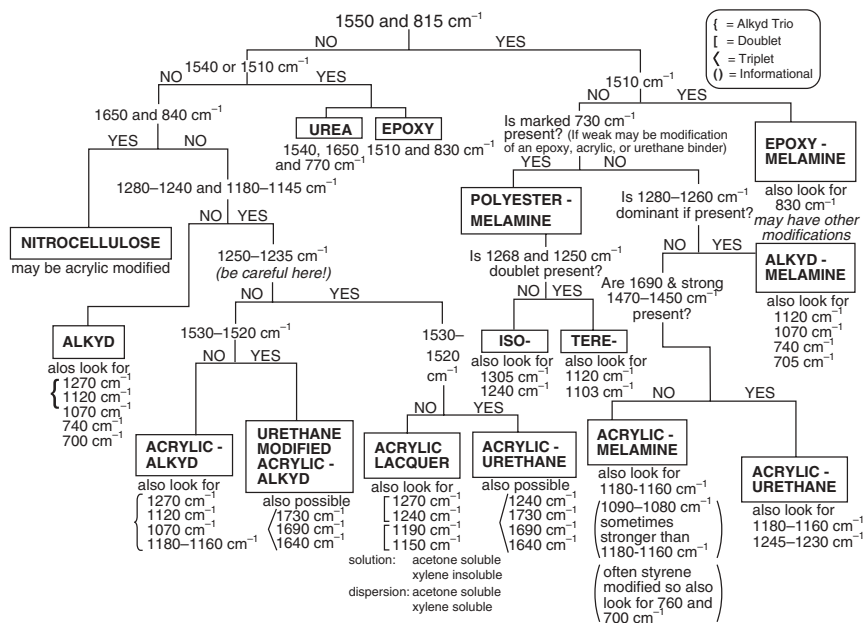 1550 and 815 cm⁻¹
NO YES
{ = Alkyd Trio
[ = Doublet
⟨ = Triplet
( ) = Informational
1540 or 1510 cm⁻¹
NO YES
1510 cm⁻¹
NO YES
1650 and 840 cm⁻¹
YES NO
UREA
1540, 1650
and 770 cm⁻¹
EPOXY
1510 and 830 cm⁻¹
Is marked 730 cm⁻¹
present? (If weak may be modification
of an epoxy, acrylic, or urethane binder)
YES NO
EPOXY -
MELAMINE
also look for
830 cm⁻¹
may have other
modifications
1280–1240 and 1180–1145 cm⁻¹
NO YES
NITROCELLULOSE
may be acrylic modified
POLYESTER -
MELAMINE
Is 1280–1260 cm⁻¹
dominant if present?
NO YES
1250–1235 cm⁻¹
(be careful here!)
NO YES
Is 1268 and 1250 cm⁻¹
doublet present?
NO YES
Are 1690 & strong
1470–1450 cm⁻¹
present?
NO YES
ALKYD -
MELAMINE
also look for
1120 cm⁻¹
1070 cm⁻¹
740 cm⁻¹
705 cm⁻¹
ALKYD
alos look for
{ 1270 cm⁻¹
1120 cm⁻¹
1070 cm⁻¹
740 cm⁻¹
700 cm⁻¹
1530–1520 cm⁻¹
NO YES
1530–
1520
cm⁻¹
NO YES
ISO-
also look for
1305 cm⁻¹
1240 cm⁻¹
TERE-
also look for
1120 cm⁻¹
1103 cm⁻¹
ACRYLIC -
ALKYD
also look for
{ 1270 cm⁻¹
1120 cm⁻¹
1070 cm⁻¹
1180–1160 cm⁻¹
URETHANE
MODIFIED
ACRYLIC -
ALKYD
also possible
⟨ 1730 cm⁻¹
1690 cm⁻¹
1640 cm⁻¹
ACRYLIC
LACQUER
also look for
[ 1270 cm⁻¹
1240 cm⁻¹
[ 1190 cm⁻¹
1150 cm⁻¹
solution: acetone soluble
xylene insoluble
dispersion: acetone soluble
xylene soluble
ACRYLIC -
URETHANE
also possible
⟨ 1240 cm⁻¹
1730 cm⁻¹
1690 cm⁻¹
1640 cm⁻¹
ACRYLIC -
MELAMINE
also look for
1180-1160 cm⁻¹
(1090–1080 cm⁻¹
sometimes
stronger than
1180-1160 cm⁻¹)
(often styrene
modified so also
look for 760 and
700 cm⁻¹)
ACRYLIC -
URETHANE
also look for
1180–1160 cm⁻¹
1245–1230 cm⁻¹